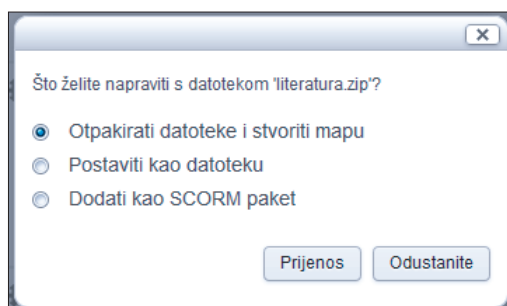 Što želite napraviti s datotekom 'literatura.zip'?
Otpakirati datoteke i stvoriti mapu
Postaviti kao datoteku
Dodati kao SCORM paket
Prijenos Odustanite